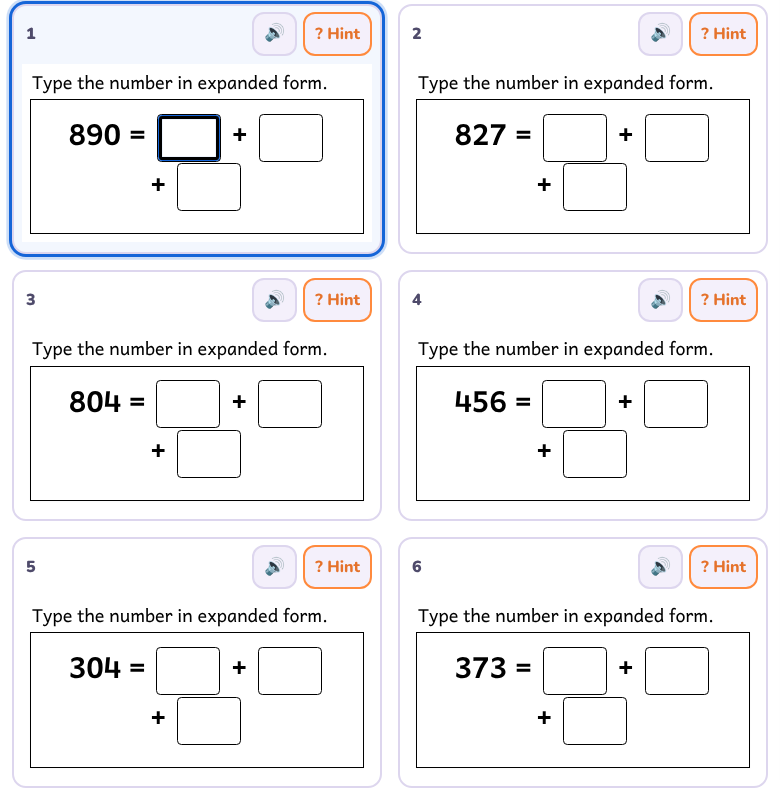 1 ? Hint
Type the number in expanded form.
890 = +
+
2 ? Hint
Type the number in expanded form.
827 = +
+
3 ? Hint
Type the number in expanded form.
804 = +
+
4 ? Hint
Type the number in expanded form.
456 = +
+
5 ? Hint
Type the number in expanded form.
304 = +
+
6 ? Hint
Type the number in expanded form.
373 = +
+